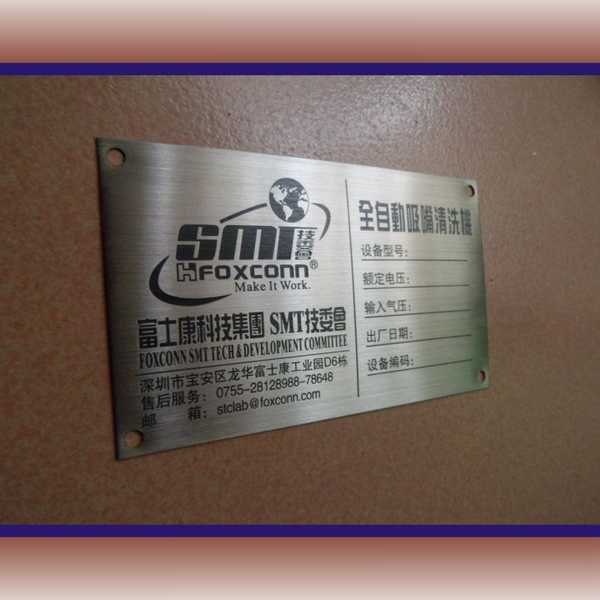 SMT技委會
FOXCONN®
Make It Work.
富士康科技集團 SMT技委會
FOXCONN SMT TECH & DEVELOPMENT COMMITTEE
深圳市宝安区龙华富士康工业园D6栋
售后服务：0755-28128988-78648
邮 箱：stclab@foxconn.com
全自動吸嘴清洗機
设备型号：
额定电压：
输入气压：
出厂日期：
设备编码：